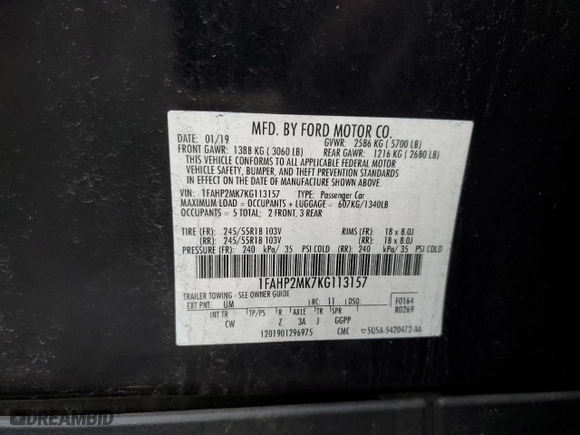 MFD. BY FORD MOTOR CO.
DATE: 01/19 GVWR: 2586 KG ( 5700 LB)
FRONT GAWR: 1388 KG ( 3060 LB) REAR GAWR: 1216 KG ( 2680 LB)
THIS VEHICLE CONFORMS TO ALL APPLICABLE FEDERAL MOTOR
VEHICLE SAFETY, BUMPER, AND THEFT PREVENTION STANDARDS
IN EFFECT ON THE DATE OF MANUFACTURE SHOWN ABOVE.
VIN: 1FAHP2MK7KG113157 TYPE: Passenger Car
MAXIMUM LOAD = OCCUPANTS + LUGGAGE = 607KG/1340LB
OCCUPANTS = 5 TOTAL: 2 FRONT, 3 REAR
TIRE (FR): 245/55R18 103V RIMS (FR): 18 x 8.0J
(RR): 245/55R18 103V (RR): 18 x 8.0J
PRESSURE (FR): 240 kPa/ 35 PSI COLD (RR): 240 kPa/ 35 PSI COLD
1FAHP2MK7KG113157
TRAILER TOWING - SEE OWNER GUIDE
EXT PNT: UM RC: 11 DSO: F0164
R0269
INT TR TP/PS R AXLE TR SPR
CW Z 3A J GGPP
1201901296975 CMC 5U5A-5420472-AA
DREAMBID